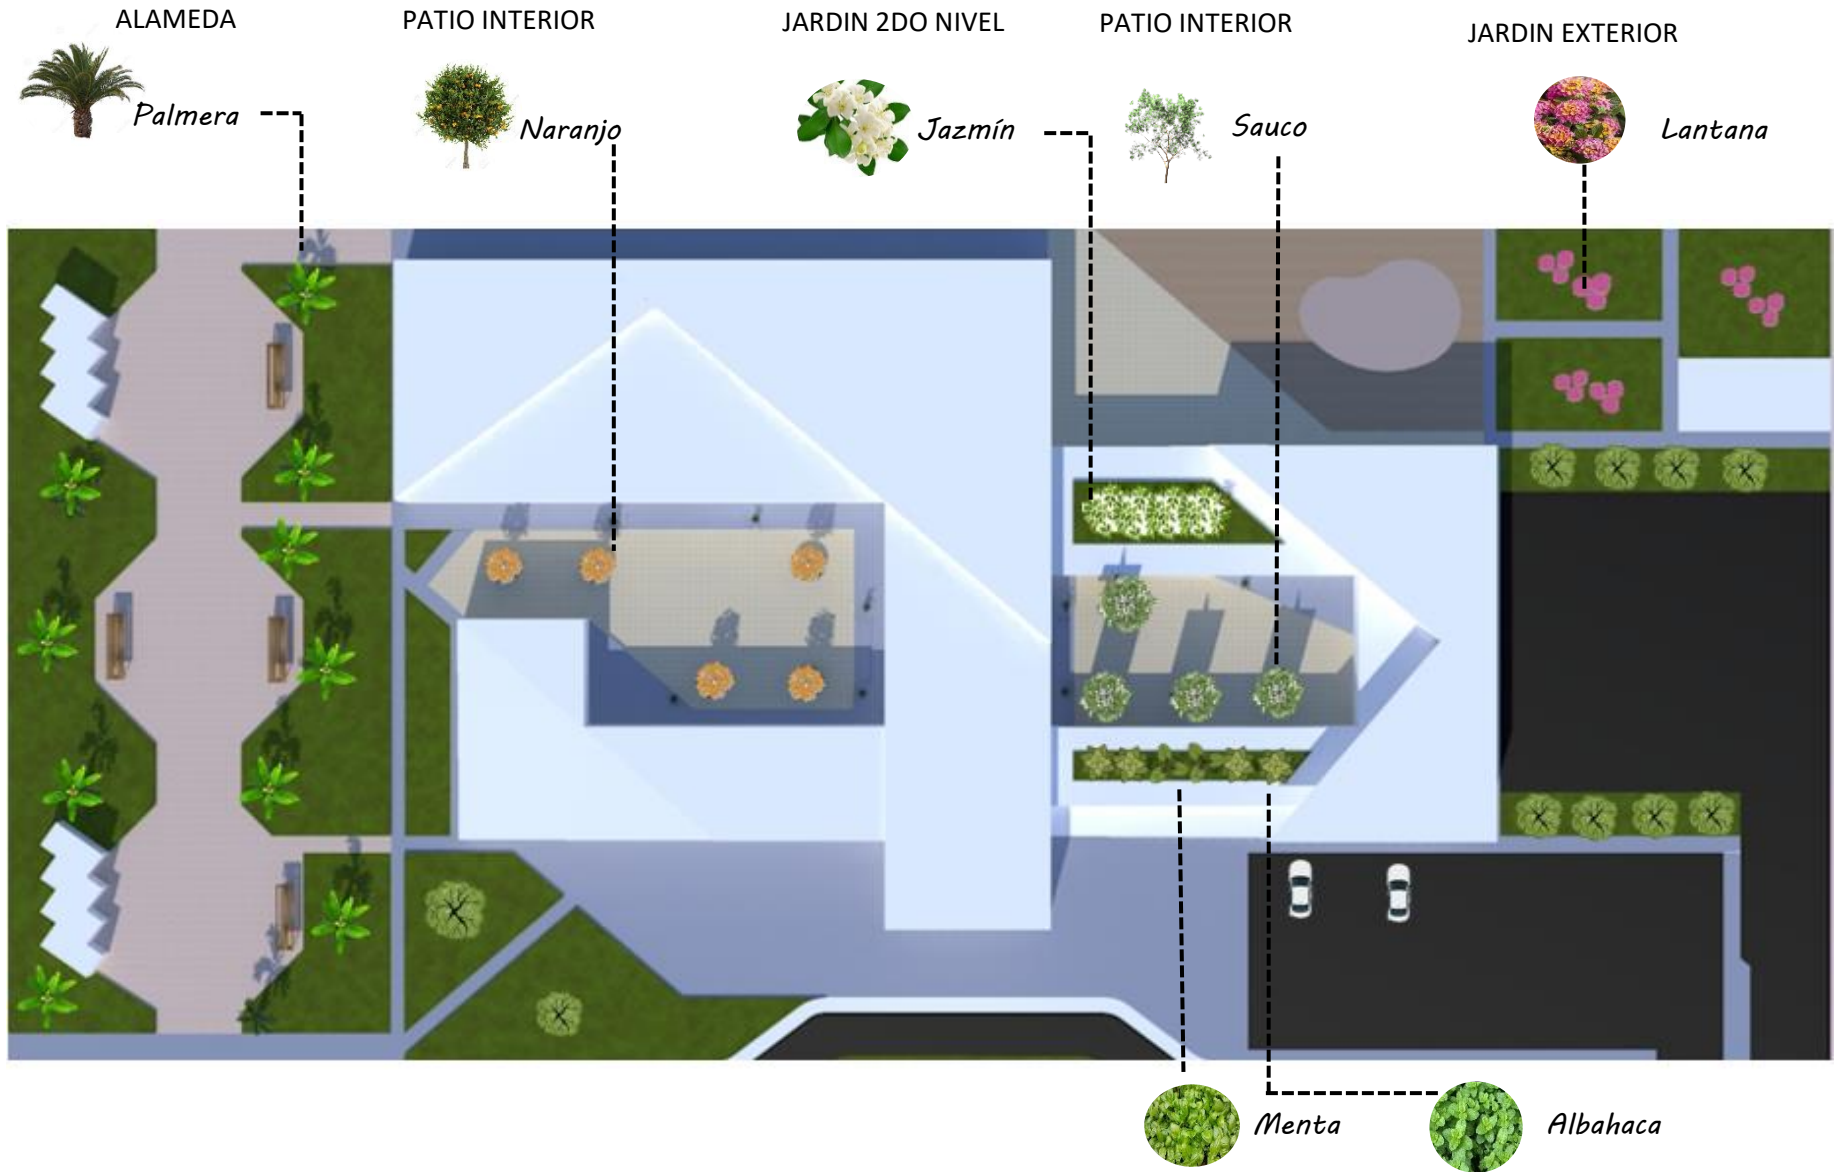 ALAMEDA
PATIO INTERIOR
JARDIN 2DO NIVEL
PATIO INTERIOR
JARDIN EXTERIOR
Palmera
Naranjo
Jazmín
Sauco
Lantana
Menta
Albahaca